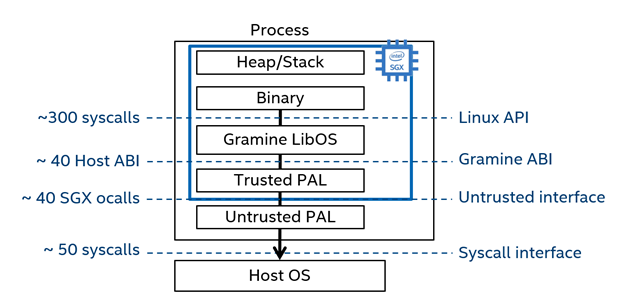 Process
Heap/Stack
intel
SGX
Binary
~300 syscalls
Linux API
Gramine LibOS
~ 40 Host ABI
Gramine ABI
Trusted PAL
~ 40 SGX ocalls
Untrusted interface
Untrusted PAL
~ 50 syscalls
Syscall interface
Host OS